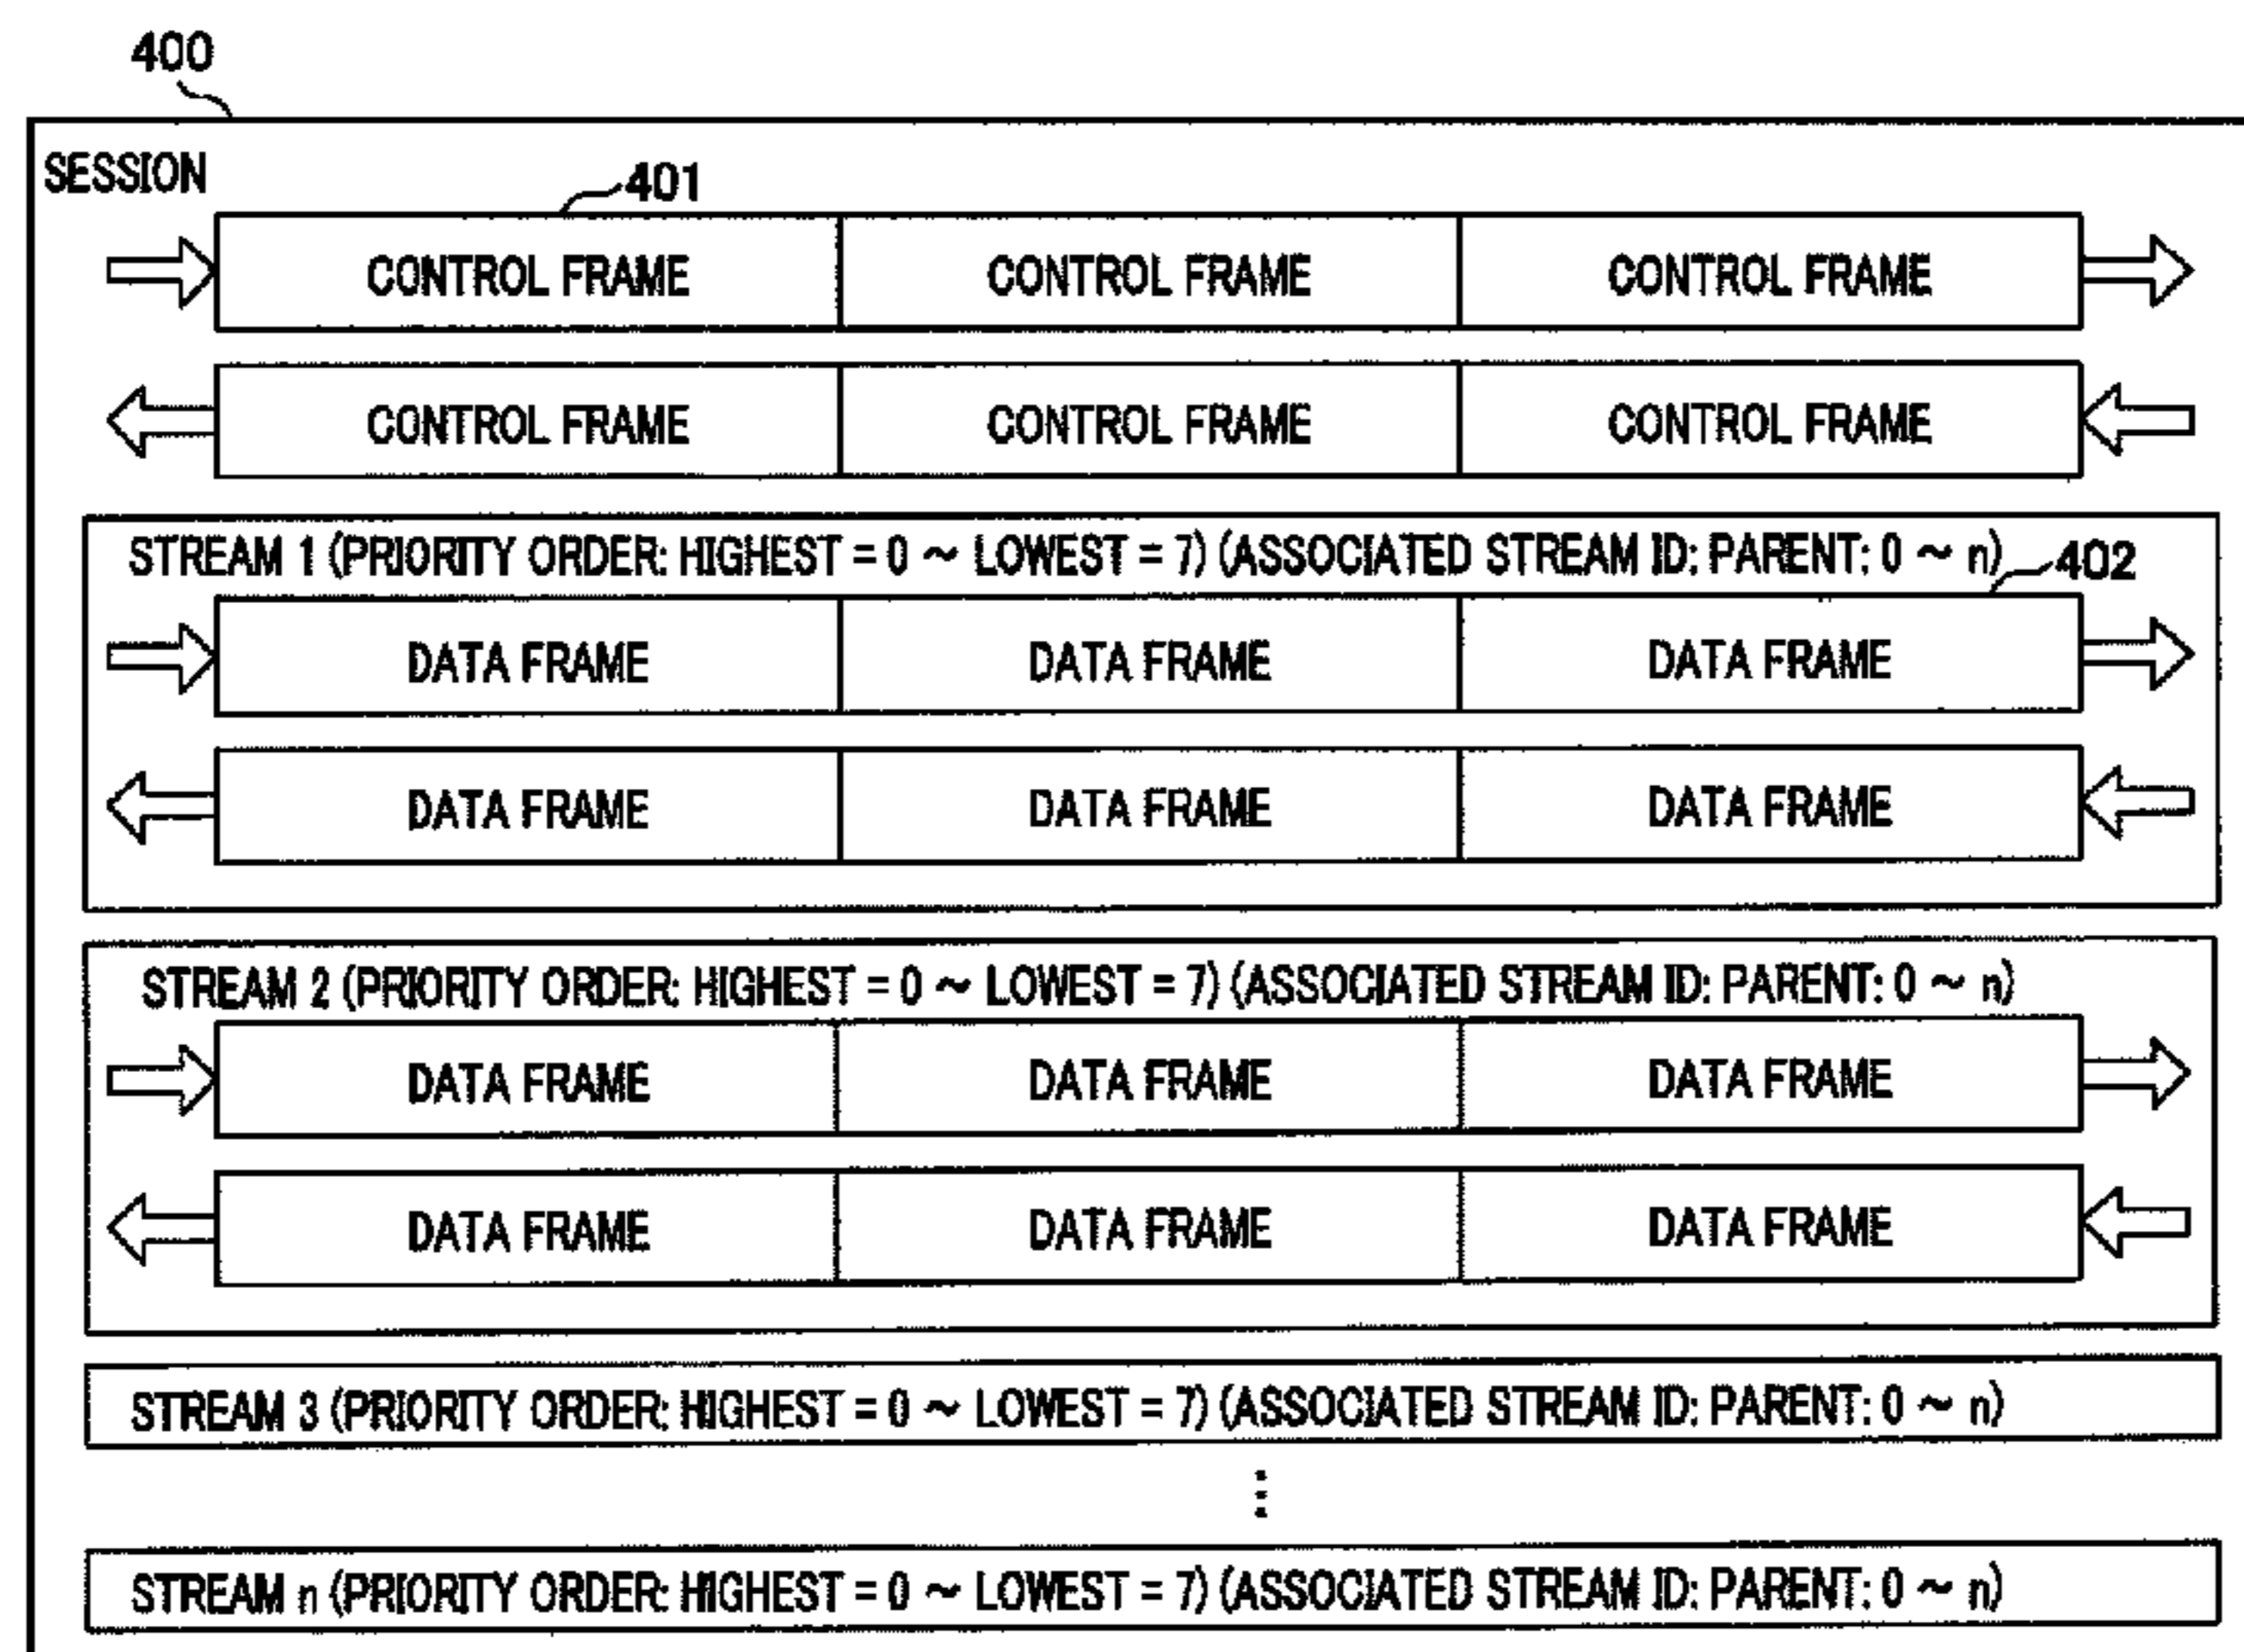 400
SESSION
401
CONTROL FRAME CONTROL FRAME CONTROL FRAME
CONTROL FRAME CONTROL FRAME CONTROL FRAME
STREAM 1 (PRIORITY ORDER: HIGHEST = 0 ~ LOWEST = 7) (ASSOCIATED STREAM ID: PARENT: 0 ~ n)
402
DATA FRAME DATA FRAME DATA FRAME
DATA FRAME DATA FRAME DATA FRAME
STREAM 2 (PRIORITY ORDER: HIGHEST = 0 ~ LOWEST = 7) (ASSOCIATED STREAM ID: PARENT: 0 ~ n)
DATA FRAME DATA FRAME DATA FRAME
DATA FRAME DATA FRAME DATA FRAME
STREAM 3 (PRIORITY ORDER: HIGHEST = 0 ~ LOWEST = 7) (ASSOCIATED STREAM ID: PARENT: 0 ~ n)
⋮
STREAM n (PRIORITY ORDER: HIGHEST = 0 ~ LOWEST = 7) (ASSOCIATED STREAM ID: PARENT: 0 ~ n)